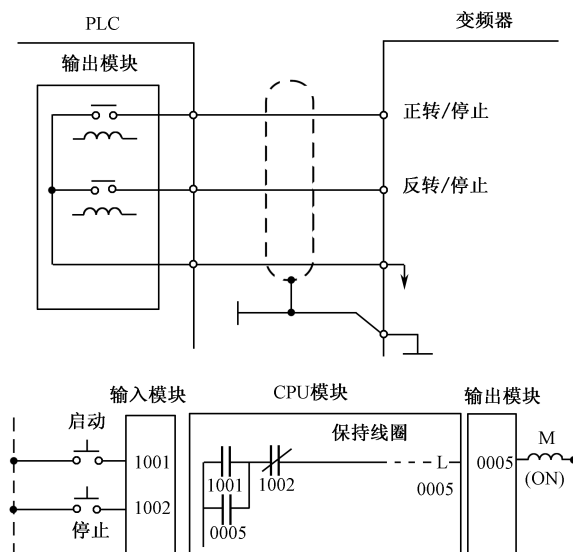 PLC
变频器
输出模块
正转/停止
反转/停止
输入模块
CPU模块
输出模块
启动
保持线圈
M
1001
L
0005
(ON)
1001
1002
0005
1002
停止
0005